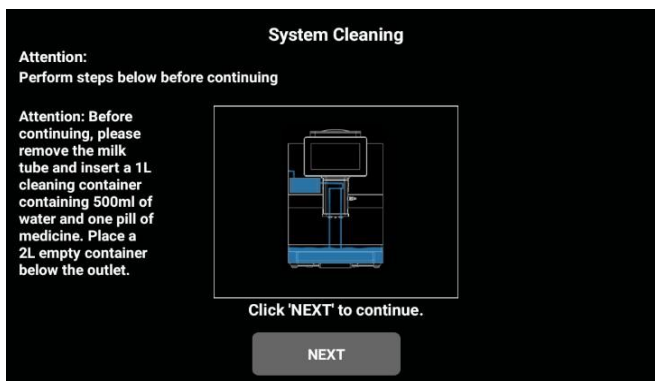 System Cleaning
Attention:
Perform steps below before continuing
Attention: Before
continuing, please
remove the milk
tube and insert a 1L
cleaning container
containing 500ml of
water and one pill of
medicine. Place a
2L empty container
below the outlet.
Click 'NEXT' to continue.
NEXT